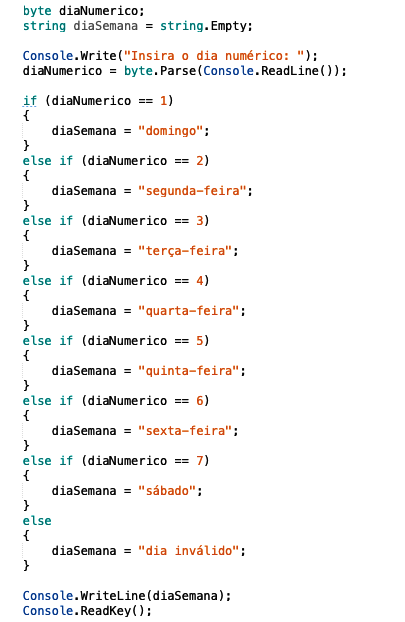 byte diaNumerico;
string diaSemana = string.Empty;

Console.Write("Insira o dia numérico: ");
diaNumerico = byte.Parse(Console.ReadLine());

if (diaNumerico == 1)
{
    diaSemana = "domingo";
}
else if (diaNumerico == 2)
{
    diaSemana = "segunda-feira";
}
else if (diaNumerico == 3)
{
    diaSemana = "terça-feira";
}
else if (diaNumerico == 4)
{
    diaSemana = "quarta-feira";
}
else if (diaNumerico == 5)
{
    diaSemana = "quinta-feira";
}
else if (diaNumerico == 6)
{
    diaSemana = "sexta-feira";
}
else if (diaNumerico == 7)
{
    diaSemana = "sábado";
}
else
{
    diaSemana = "dia inválido";
}

Console.WriteLine(diaSemana);
Console.ReadKey();